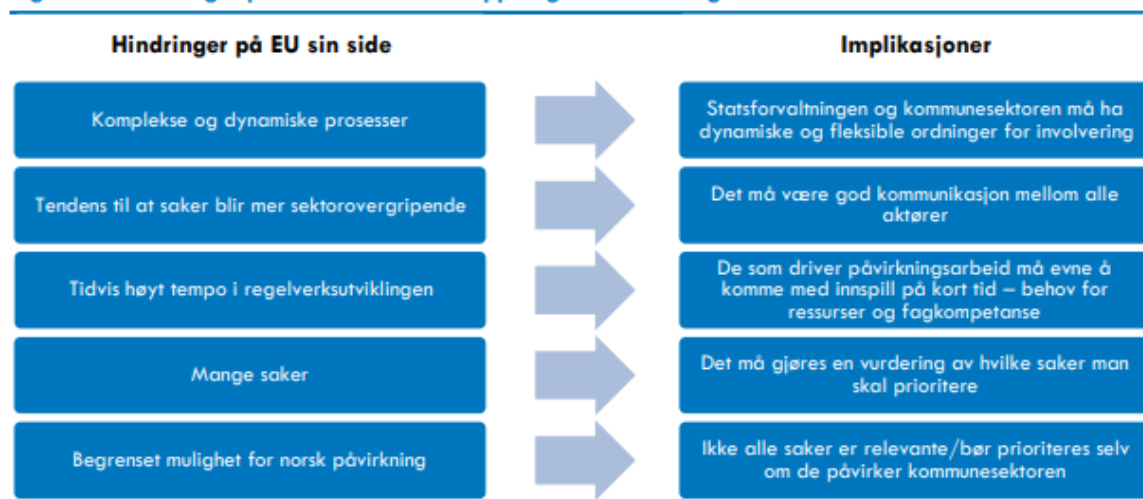 Hindringer på EU sin side
Implikasjoner
Komplekse og dynamiske prosesser
Statsforvaltningen og kommunesektoren må ha
dynamiske og fleksible ordninger for involvering
Tendens til at saker blir mer sektorovergripende
Det må være god kommunikasjon mellom alle
aktører
Tidvis høyt tempo i regelverksutviklingen
De som driver påvirkningsarbeid må evne å
komme med innspill på kort tid – behov for
ressurser og fagkompetanse
Mange saker
Det må gjøres en vurdering av hvilke saker man
skal prioritere
Begrenset mulighet for norsk påvirkning
Ikke alle saker er relevante/bør prioriteres selv
om de påvirker kommunesektoren